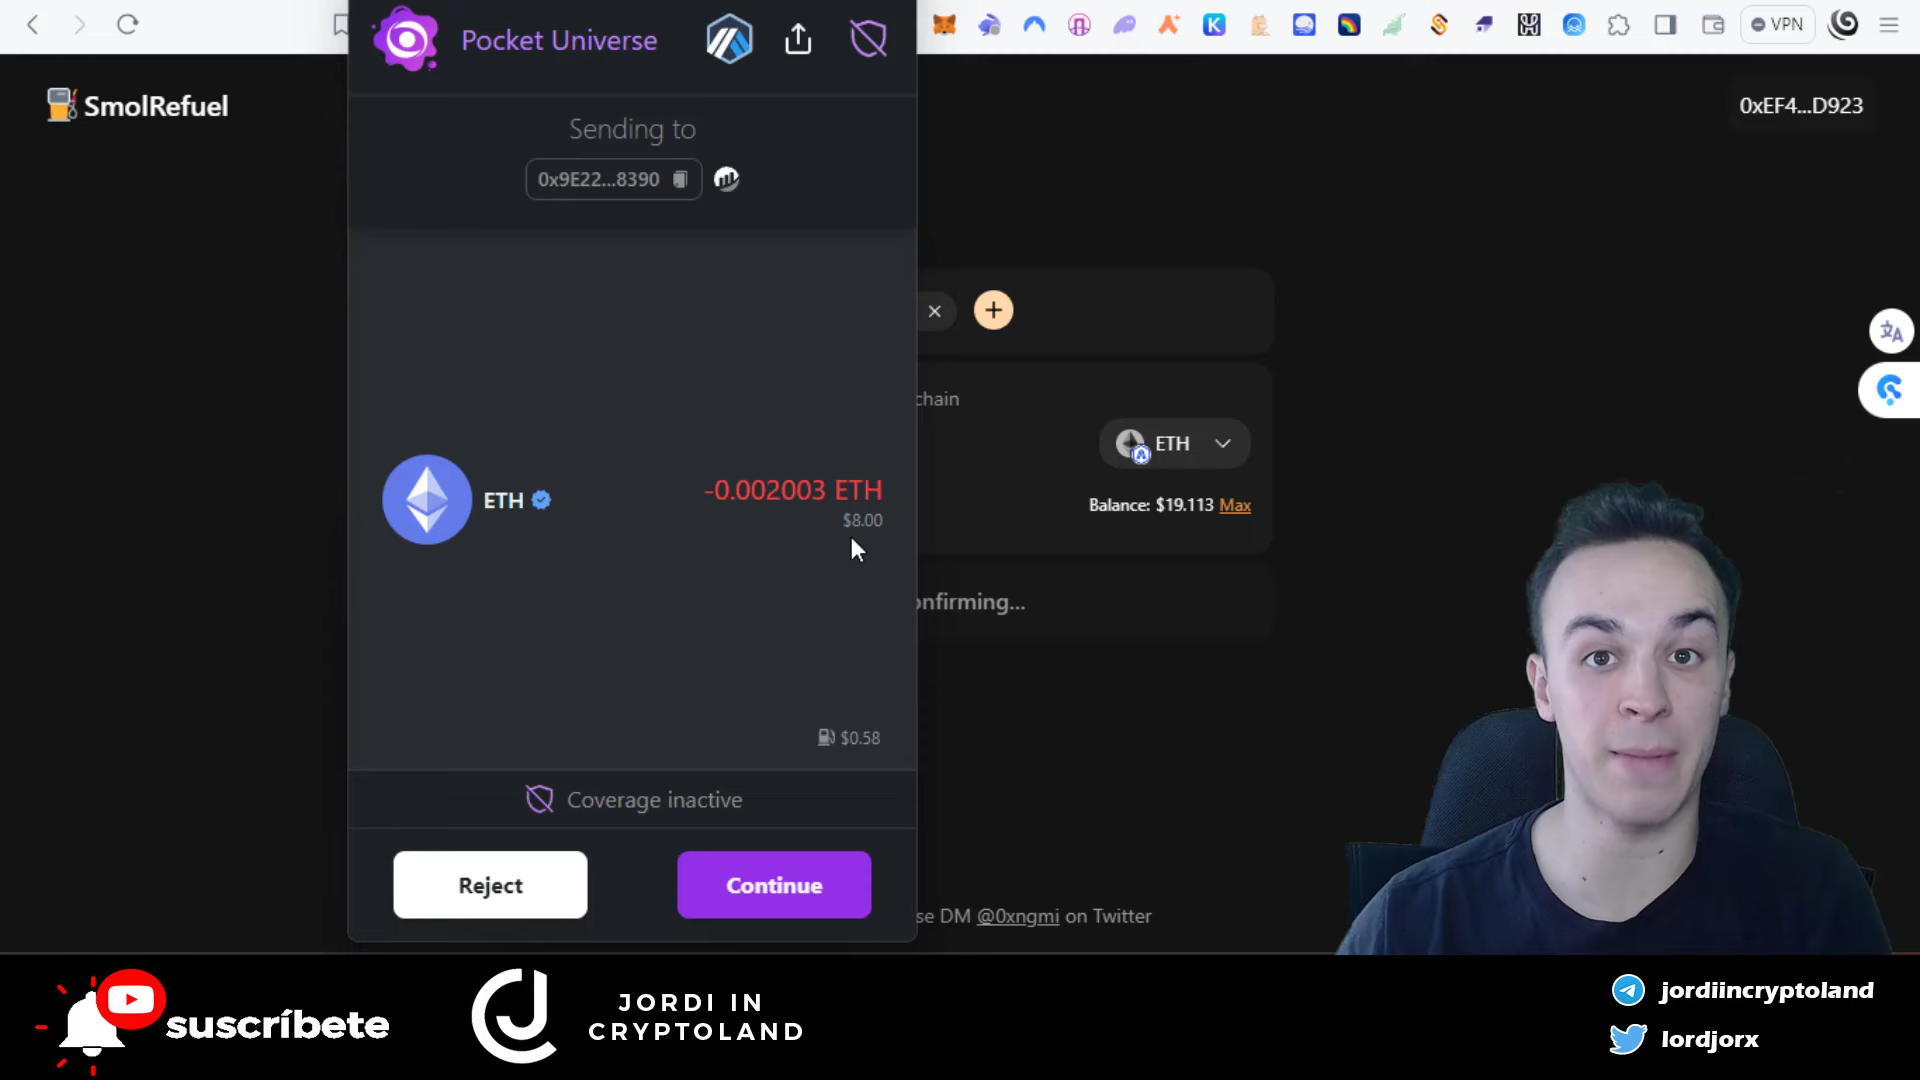 Pocket Universe
VPN
SmolRefuel
0xEF4...D923
Sending to
0x9E22...8390
chain
ETH
Balance: $19.113 Max
ETH
-0.002003 ETH
$8.00
onfirming...
$0.58
Coverage inactive
Reject
Continue
se DM @0xngmi on Twitter
suscríbete
JORDI IN
CRYPTOLAND
jordiincryptoland
lordjorx